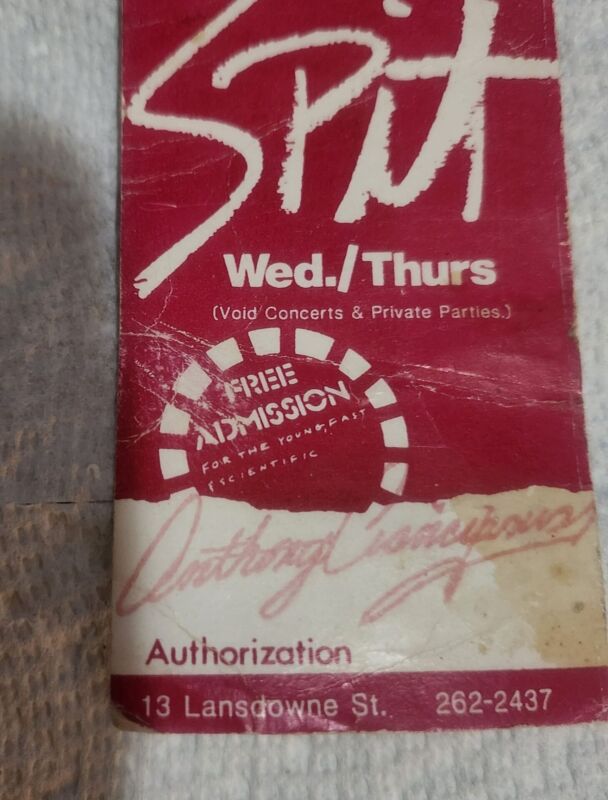 Spit
Wed./Thurs
(Void Concerts & Private Parties.)
FREE
ADMISSION
FOR THE YOUNG, FAST
& SCIENTIFIC
Anthony
Authorization
13 Lansdowne St. 262-2437